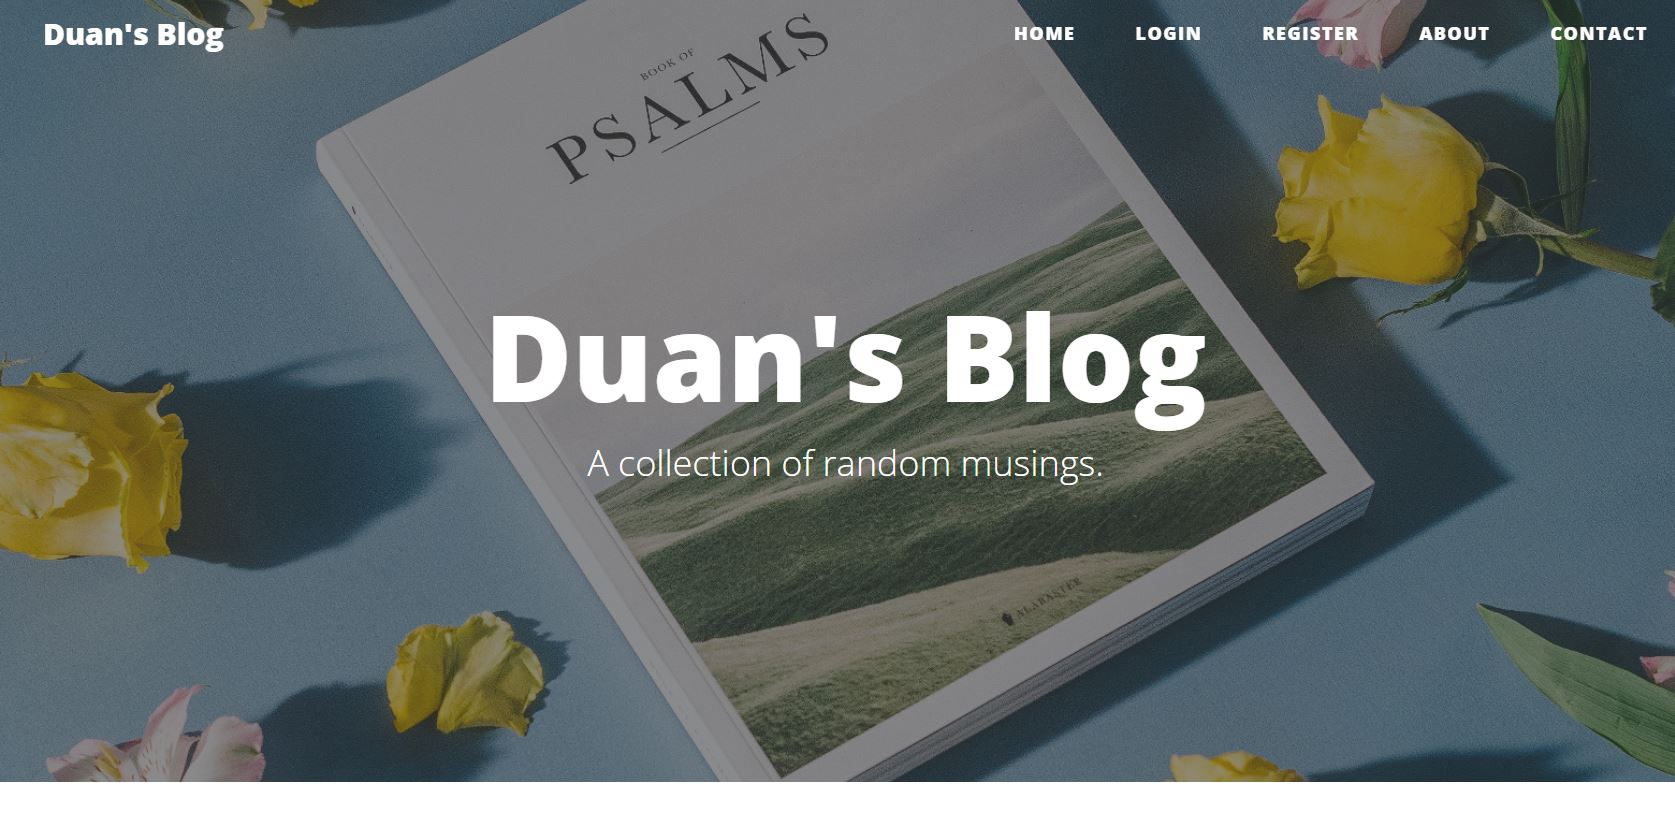 Duan's Blog
HOME LOGIN REGISTER ABOUT CONTACT
BOOK OF
PSALMS
Duan's Blog
A collection of random musings.
ALABASTER